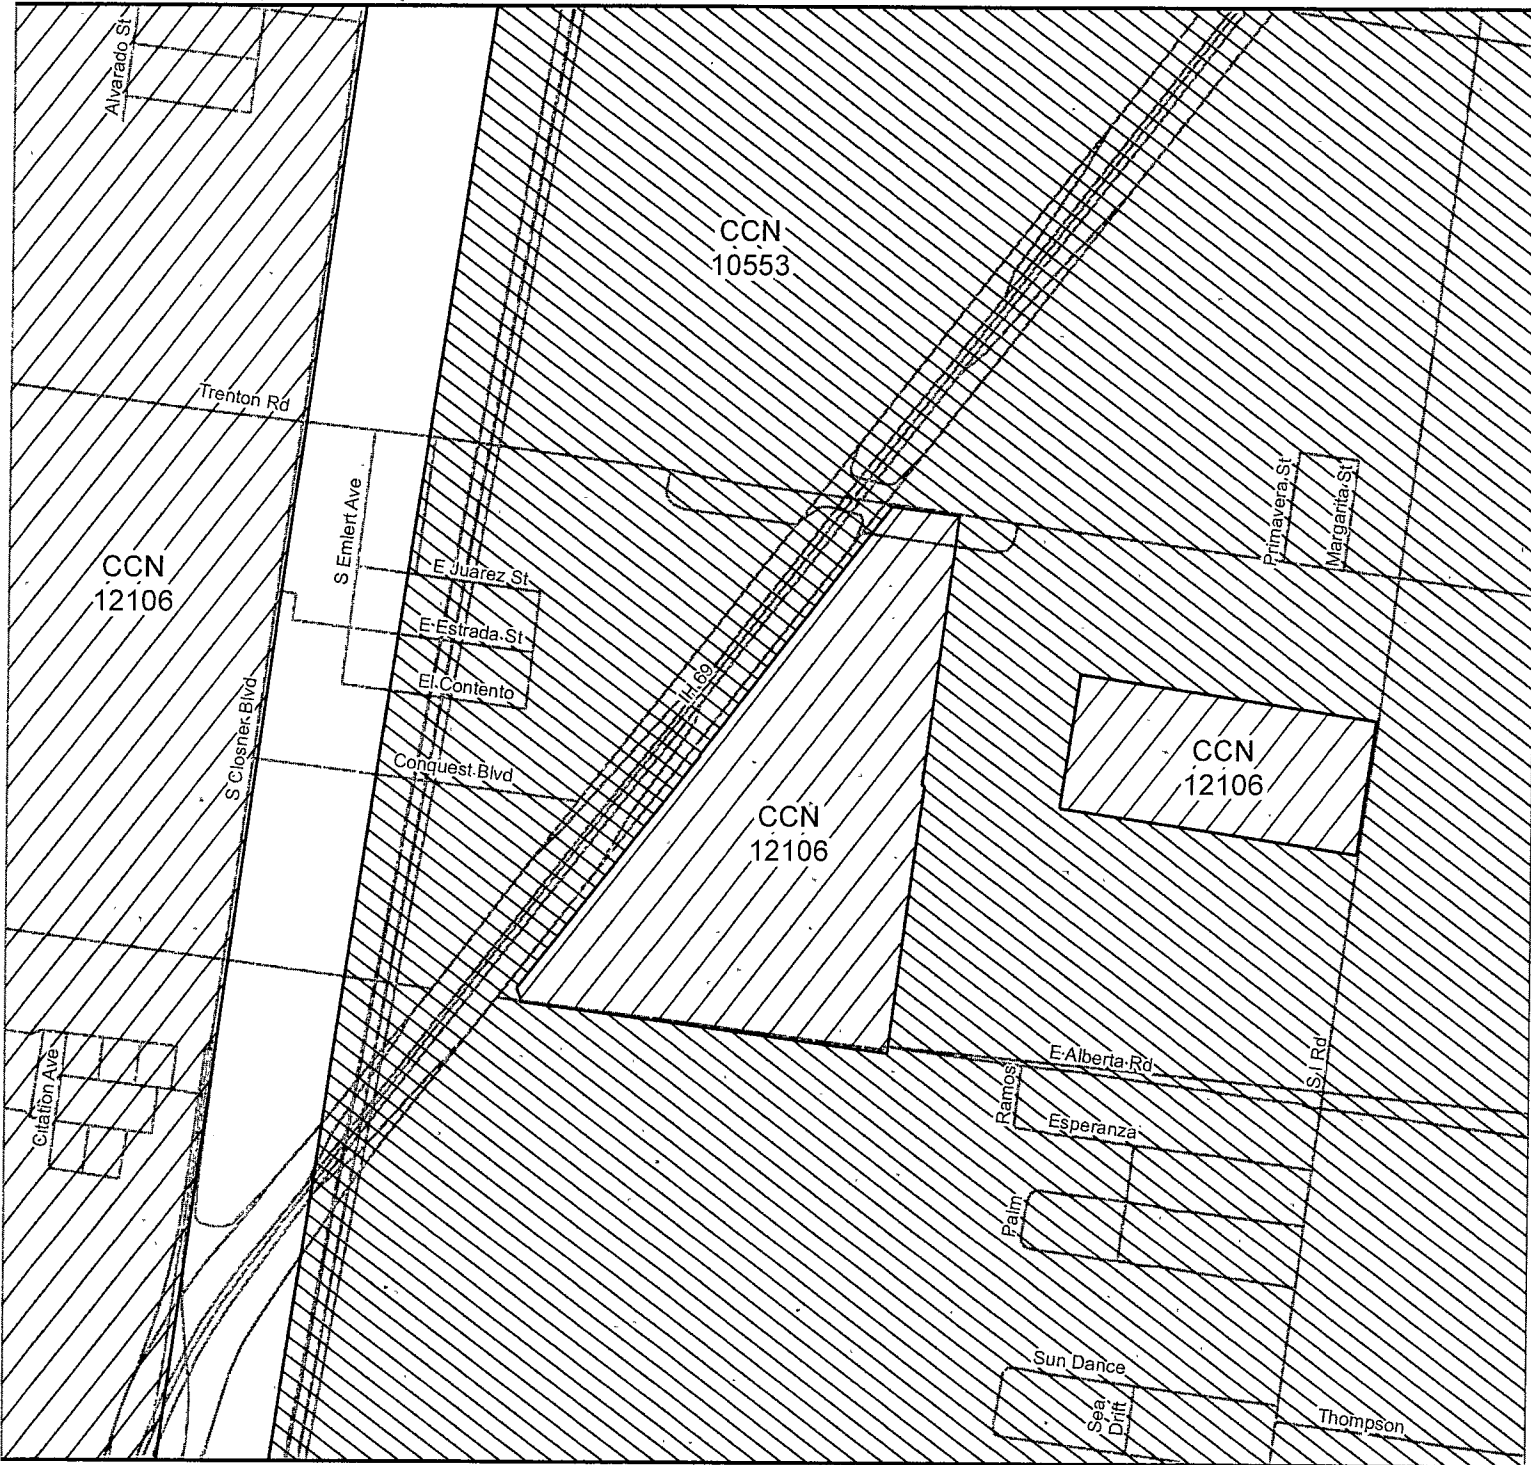 Alvarado St
CCN
10553
Trenton Rd
S Emlert Ave
Primavera St
Margarita St
CCN
12106
E Juarez St
E Estrada St
El Contento
IH 69
S Closner Blvd
Conquest Blvd
CCN
12106
CCN
12106
Citation Ave
E Alberta Rd
S I Rd
Ramos
Esperanza
Palm
Sun Dance
Sea
Drift
Thompson